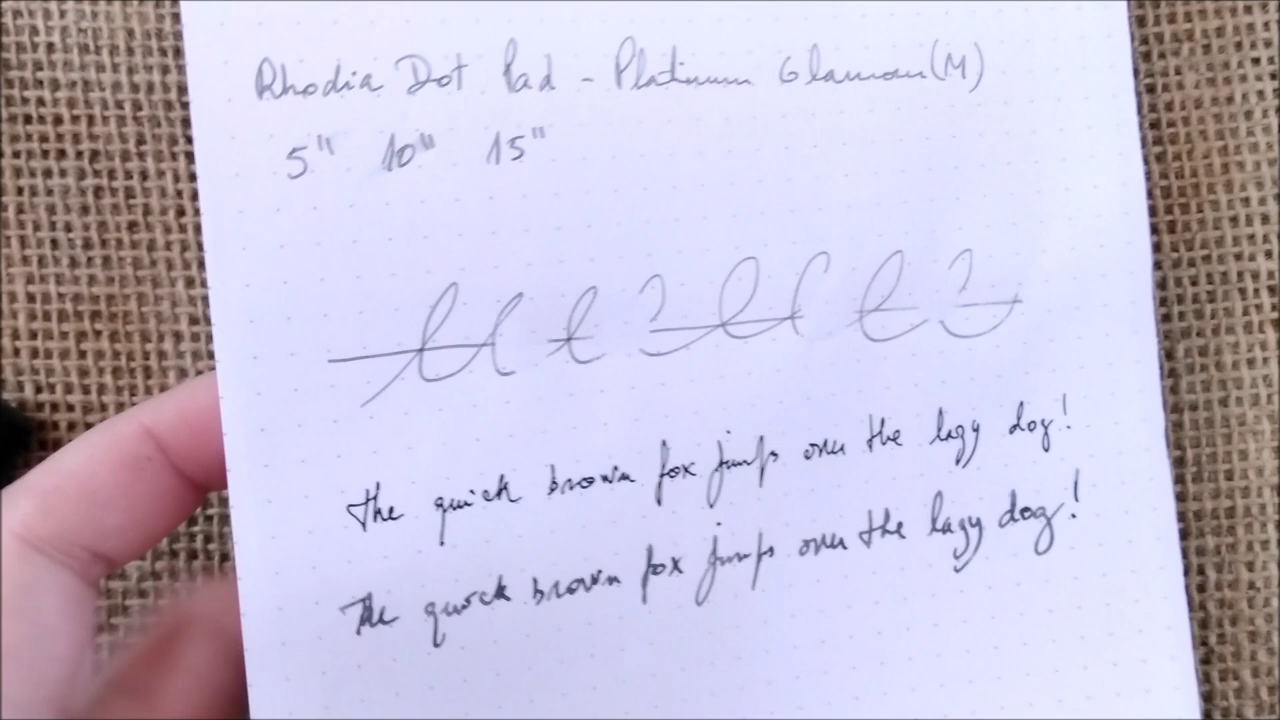 Rhodia Dot Pad - Platinum Glamour (M)
5" 10" 15"
the quick brown fox jumps over the lazy dog!
The quick brown fox jumps over the lazy dog!